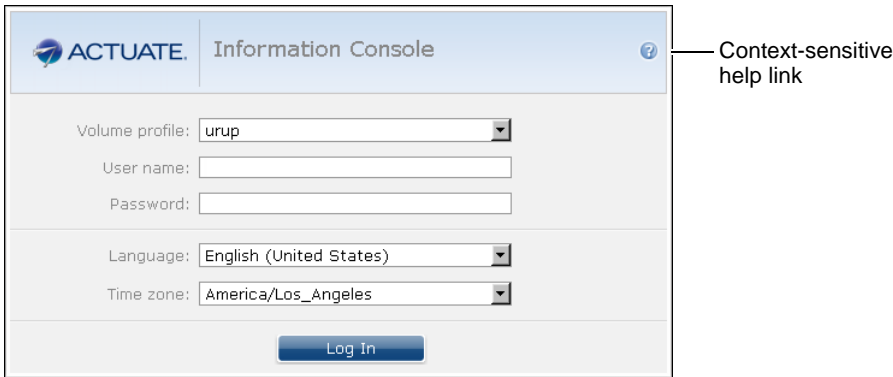 ACTUATE. Information Console
?
Context-sensitive
help link
Volume profile: urup
User name:
Password:
Language: English (United States)
Time zone: America/Los_Angeles
Log In